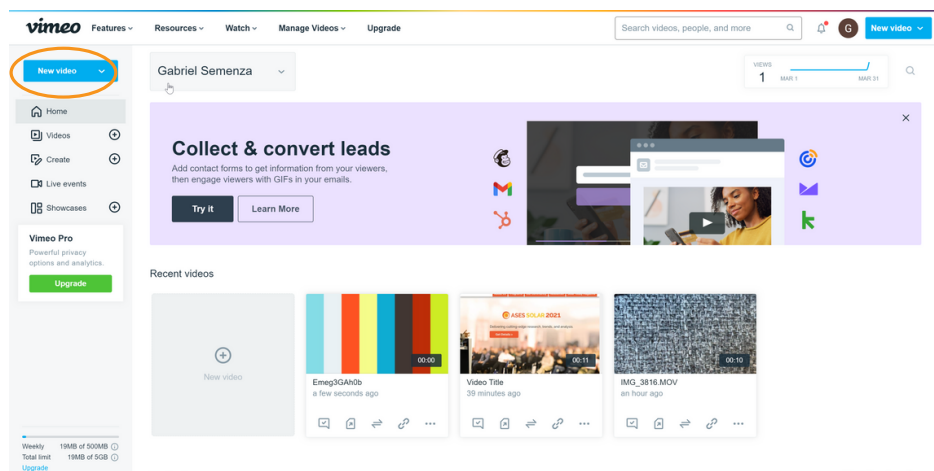 vimeo Features Resources Watch Manage Videos Upgrade Search videos, people, and more G New video
New video
Gabriel Semenza
VIEWS
1 MAR 1 MAR 31
Home
Videos
Create
Live events
Showcases
Collect & convert leads
Add contact forms to get information from your viewers,
then engage viewers with GIFs in your emails.
Try it Learn More
Vimeo Pro
Powerful privacy
options and analytics.
Upgrade
Recent videos
New video
00:00
Emeg3GAh0b
a few seconds ago
ASES SOLAR 2021
00:11
Video Title
39 minutes ago
00:10
IMG_3816.MOV
an hour ago
Weekly 19MB of 500MB
Total limit 19MB of 5GB
Upgrade